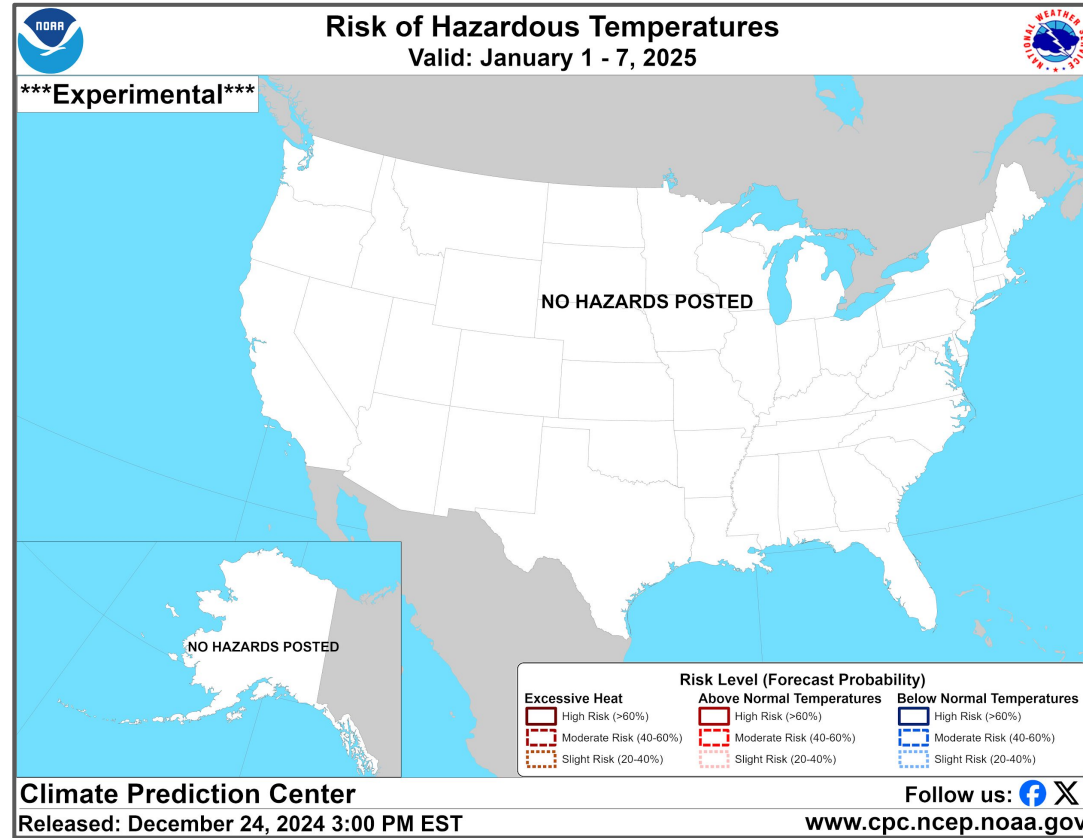 NOAA
Risk of Hazardous Temperatures
Valid: January 1 - 7, 2025
NATIONAL WEATHER SERVICE
***Experimental***
NO HAZARDS POSTED
NO HAZARDS POSTED
Risk Level (Forecast Probability)
Excessive Heat
High Risk (>60%)
Moderate Risk (40-60%)
Slight Risk (20-40%)
Above Normal Temperatures
High Risk (>60%)
Moderate Risk (40-60%)
Slight Risk (20-40%)
Below Normal Temperatures
High Risk (>60%)
Moderate Risk (40-60%)
Slight Risk (20-40%)
Climate Prediction Center
Follow us:
Released: December 24, 2024 3:00 PM EST
www.cpc.ncep.noaa.gov